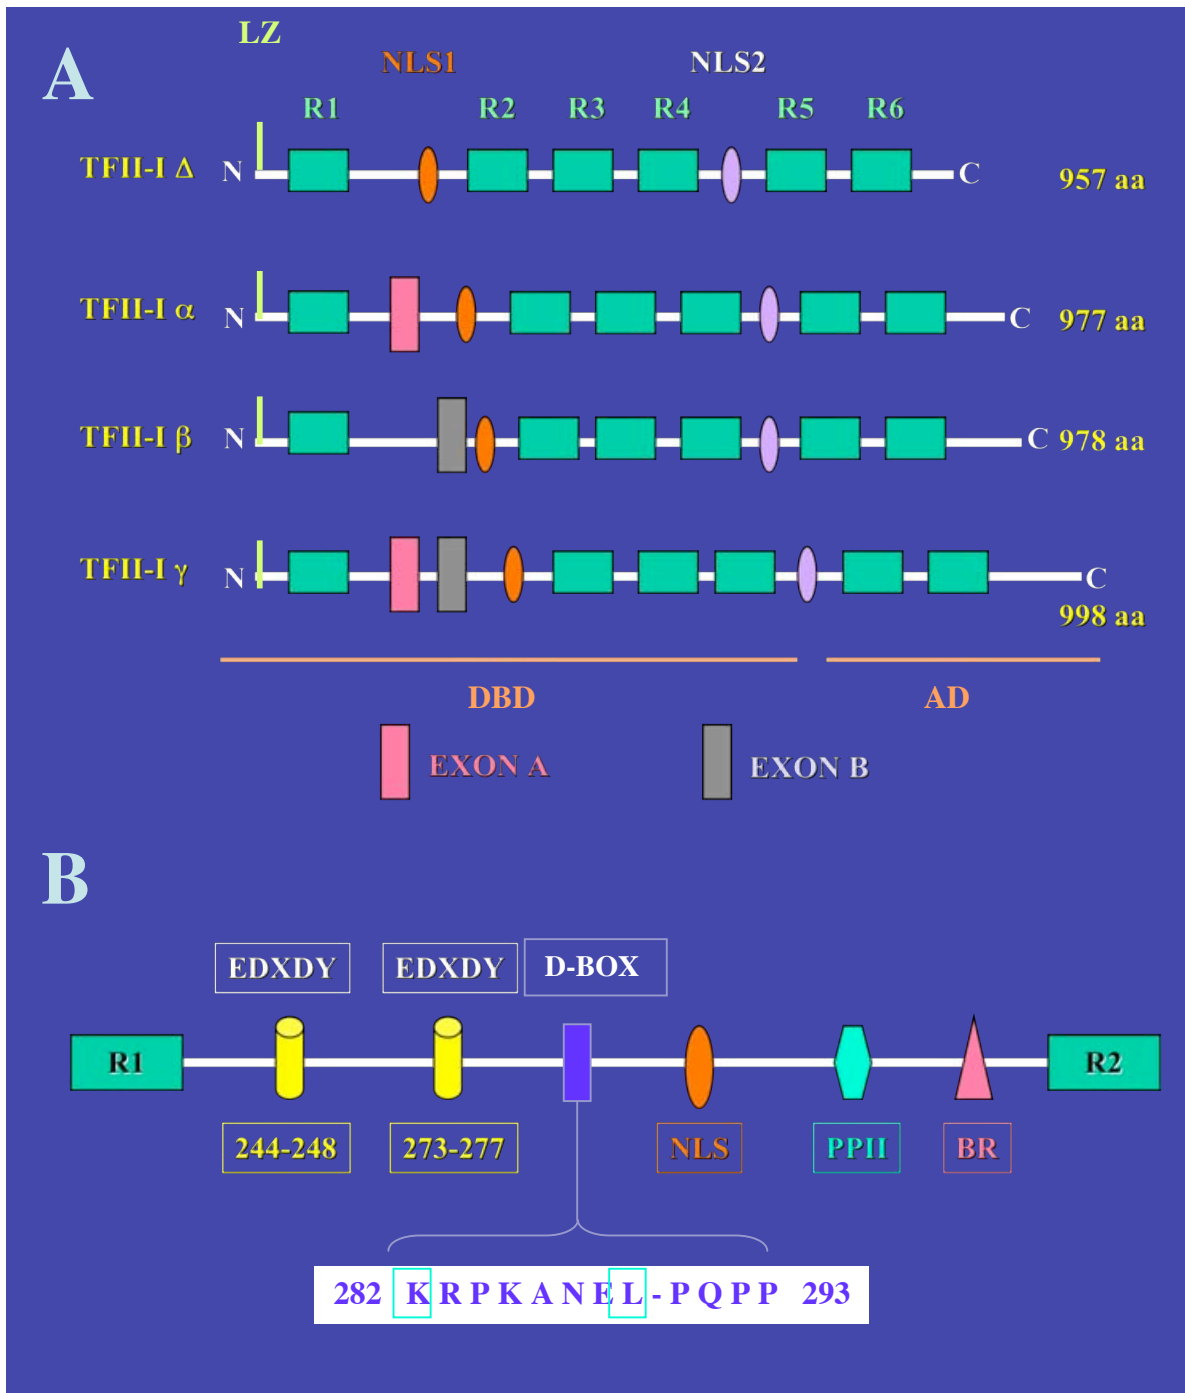 A
LZ
NLS1 NLS2
R1 R2 R3 R4 R5 R6
TFII-I Δ N C 957 aa
TFII-I α N C 977 aa
TFII-I β N C 978 aa
TFII-I γ N C
998 aa
DBD AD
EXON A EXON B
B
EDXDY EDXDY D-BOX
R1 R2
244-248 273-277 NLS PPII BR
282 K R P K A N E L - P Q P P 293